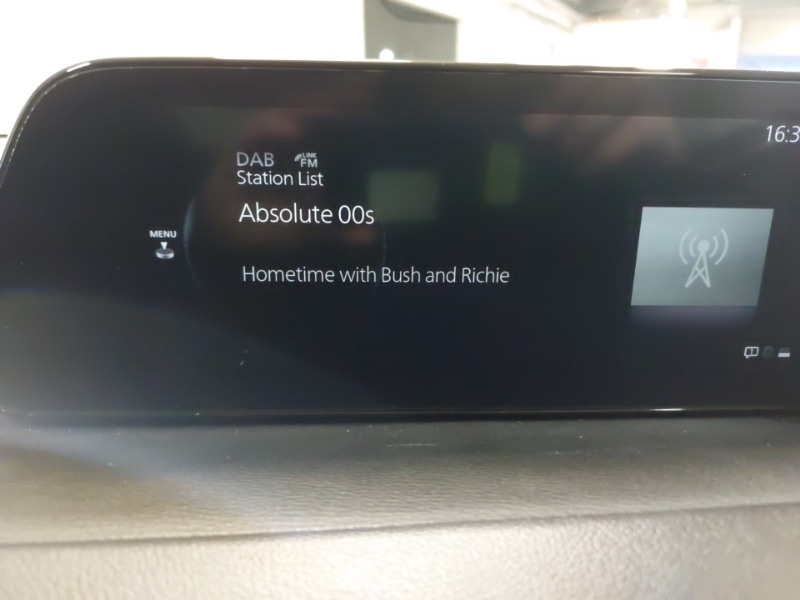 16:3
DAB LINK FM
Station List
Absolute 00s
MENU
Hometime with Bush and Richie